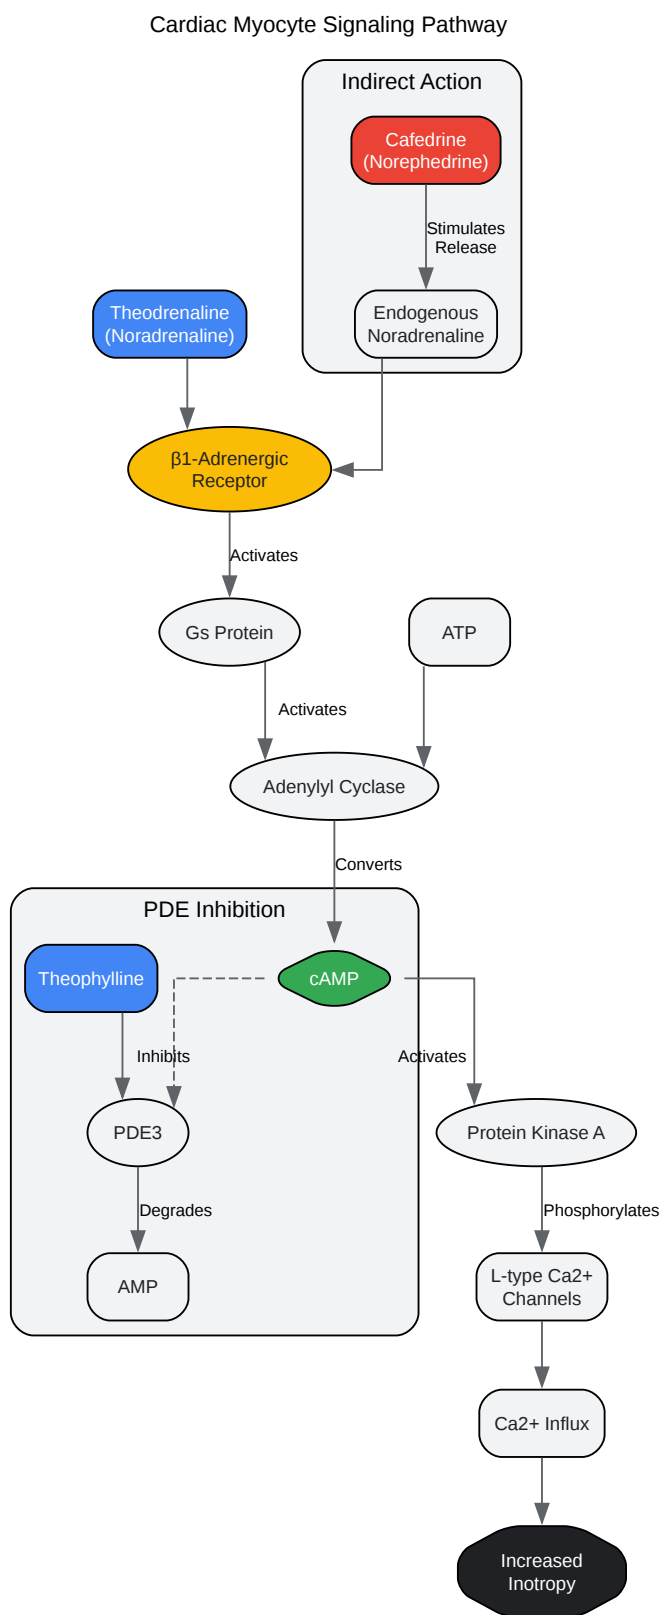 Cardiac Myocyte Signaling Pathway
Indirect Action
Cafedrine
(Norephedrine)
Stimulates
Release
Theodrenaline
(Noradrenaline)
Endogenous
Noradrenaline
β1-Adrenergic
Receptor
Activates
Gs Protein
ATP
Activates
Adenylyl Cyclase
Converts
PDE Inhibition
Theophylline
cAMP
Inhibits
Activates
PDE3
Protein Kinase A
Degrades
Phosphorylates
AMP
L-type Ca2+
Channels
Ca2+ Influx
Increased
Inotropy